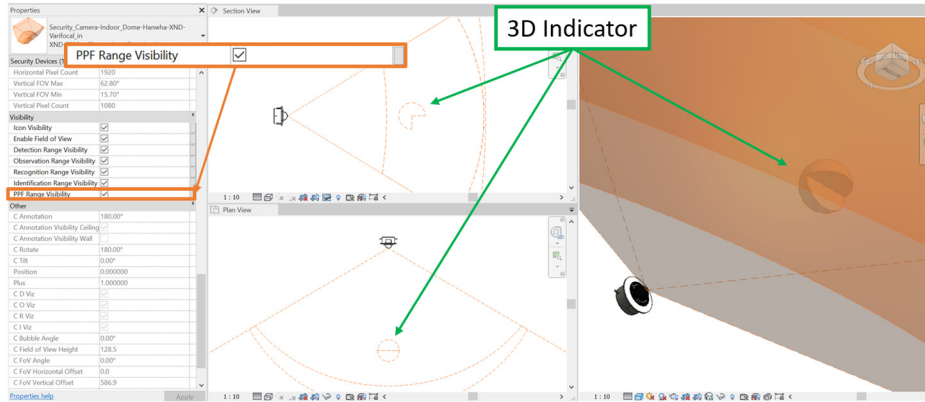 Properties
Section View
3D Indicator
Security_Camera-Indoor_Dome-Hanwha-XND-
Varifocal_in
PPF Range Visibility
Security Devices (1
Horizontal Pixel Count 1920
Vertical FOV Max 62.80°
Vertical FOV Min 15.70°
Vertical Pixel Count 1080
Visibility
Icon Visibility
Enable Field of View
Detection Range Visibility
Observation Range Visibility
Recognition Range Visibility
Identification Range Visibility
PPF Range Visibility
1 : 10
Other
Plan View
C Annotation 180.00°
C Annotation Visibility Ceiling
C Annotation Visibility Wall
C Rotate 180.00°
C Tilt 0.00°
Position 0.000000
Plus 1.000000
C D Viz
C O Viz
C R Viz
C I Viz
C Bubble Angle 0.00°
C Field of View Height 128.5
C FoV Angle 0.00°
C FoV Horizontal Offset 0.0
C FoV Vertical Offset 586.9
Properties help
Apply
1 : 10
1 : 10